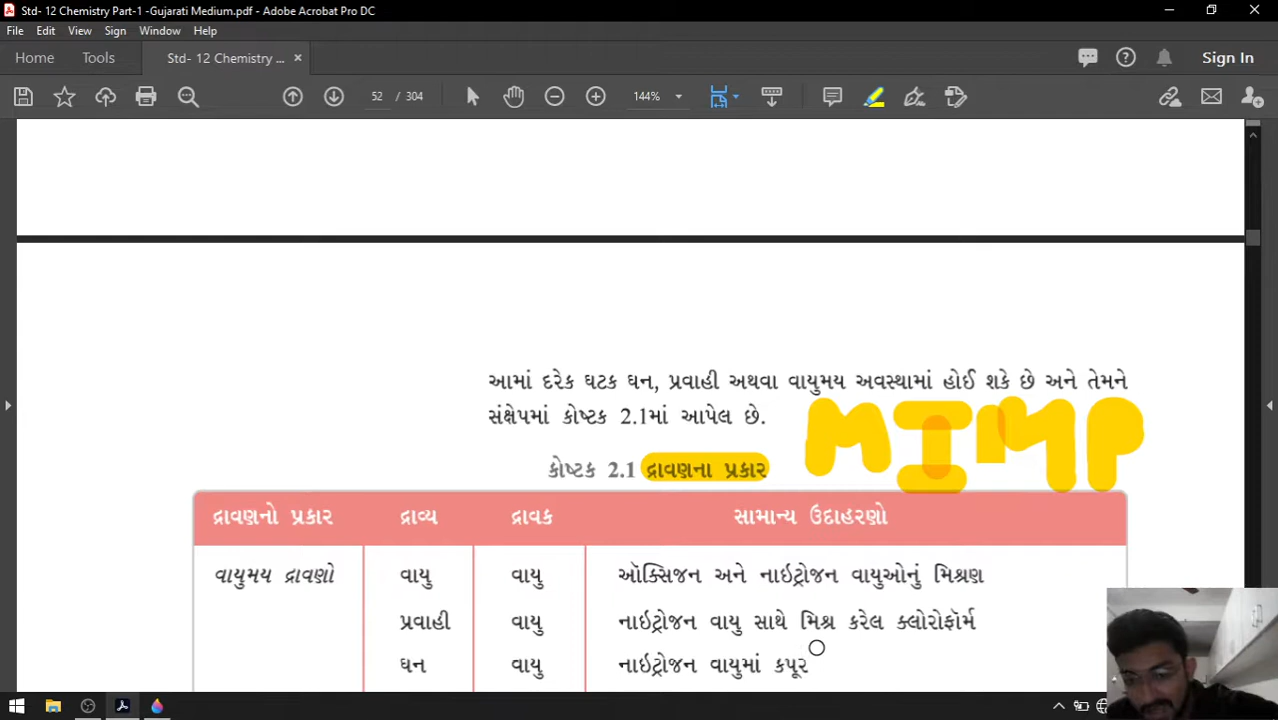 Std- 12 Chemistry Part-1 -Gujarati Medium.pdf - Adobe Acrobat Pro DC
File Edit View Sign Window Help
Home Tools Std- 12 Chemistry ... Sign In
52 / 304 144%
આમાં દરેક ઘટક ઘન, પ્રવાહી અથવા વાયુમય અવસ્થામાં હોઈ શકે છે અને તેમને
સંક્ષેપમાં કોષ્ટક 2.1માં આપેલ છે.
MIMP
કોષ્ટક 2.1 દ્રાવણના પ્રકાર
દ્રાવણનો પ્રકાર દ્રાવ્ય દ્રાવક સામાન્ય ઉદાહરણો
વાયુમય દ્રાવણો વાયુ વાયુ ઑક્સિજન અને નાઇટ્રોજન વાયુઓનું મિશ્રણ
પ્રવાહી વાયુ નાઇટ્રોજન વાયુ સાથે મિશ્ર કરેલ ક્લોરોફૉર્મ
ઘન વાયુ નાઇટ્રોજન વાયુમાં કપૂર